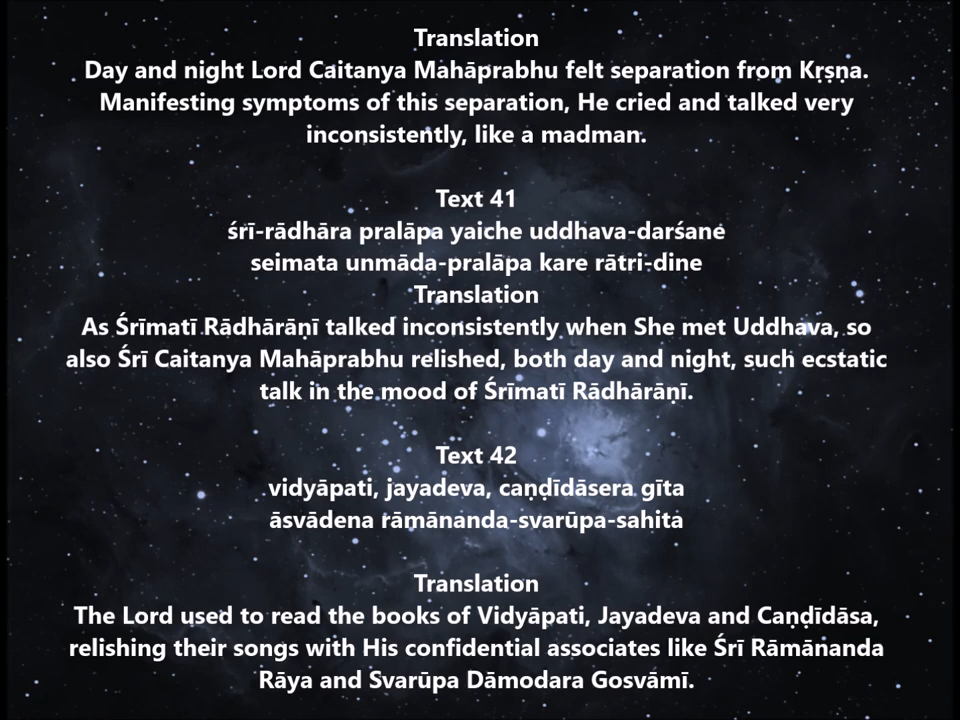 Translation
Day and night Lord Caitanya Mahāprabhu felt separation from Kṛṣṇa.
Manifesting symptoms of this separation, He cried and talked very
inconsistently, like a madman.
Text 41
śrī-rādhāra pralāpa yaiche uddhava-darśane
seimata unmāda-pralāpa kare rātri-dine
Translation
As Śrīmatī Rādhārāṇī talked inconsistently when She met Uddhava, so
also Śrī Caitanya Mahāprabhu relished, both day and night, such ecstatic
talk in the mood of Śrīmatī Rādhārāṇī.
Text 42
vidyāpati, jayadeva, caṇḍīdāsera gīta
āsvādena rāmānanda-svarūpa-sahita
Translation
The Lord used to read the books of Vidyāpati, Jayadeva and Caṇḍīdāsa,
relishing their songs with His confidential associates like Śrī Rāmānanda
Rāya and Svarūpa Dāmodara Gosvāmī.